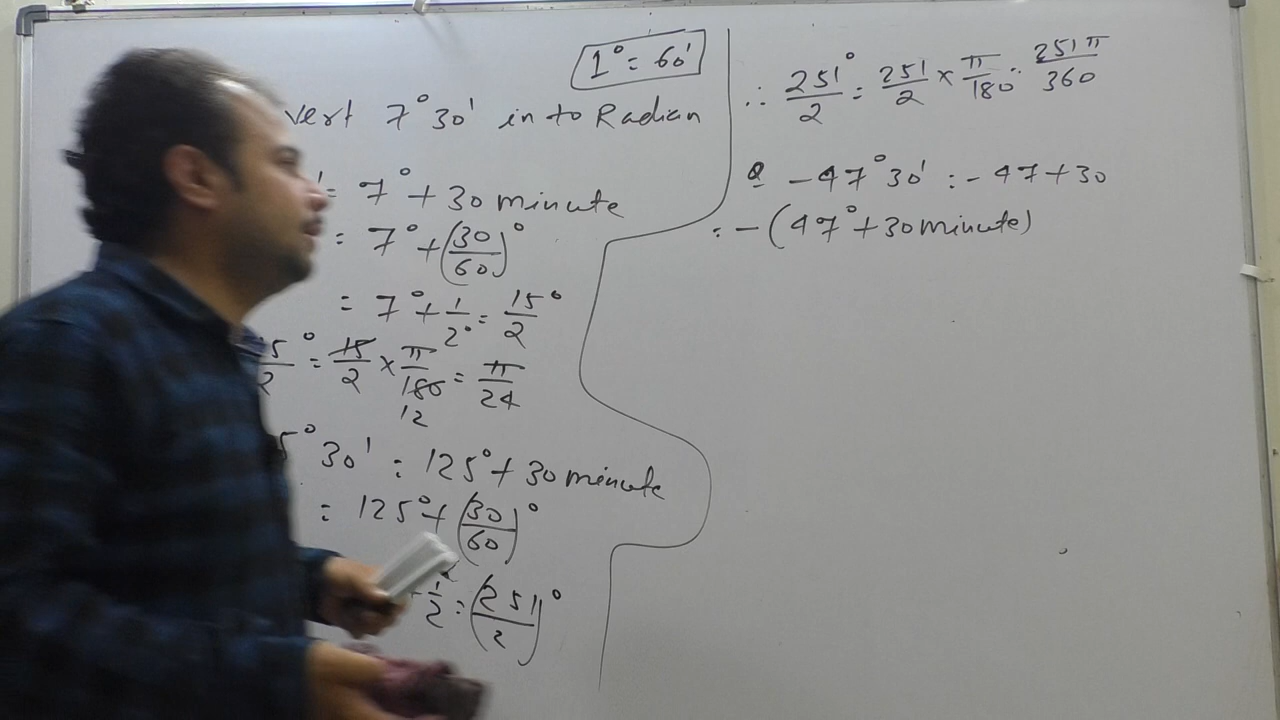 1° = 60'
vert 7° 30' in to Radian
' = 7° + 30 minute
= 7° + (30/60)°
= 7° + 1/2° = 15/2°
5/2° = 15/2 × π/180 = π/24
12
5° 30' = 125° + 30 minute
= 125° + (30/60)°
+ 1/2 = (251/2)°
∴ 251/2° = 251/2 × π/180 = 251π/360
- 47° 30' = - 47 + 30
= - (47° + 30 minute)